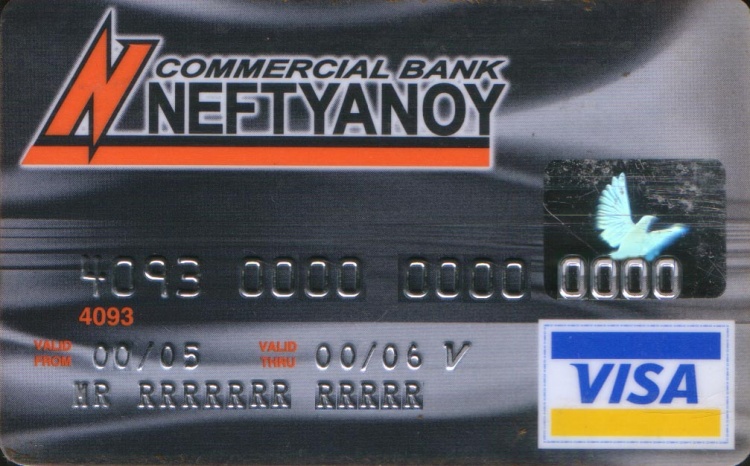 COMMERCIAL BANK
NEFTYANOY
4093 0000 0000 0000
4093
VALID FROM 00/05 VALID THRU 00/06 V
MR RRRRRRR RRRRR
VISA